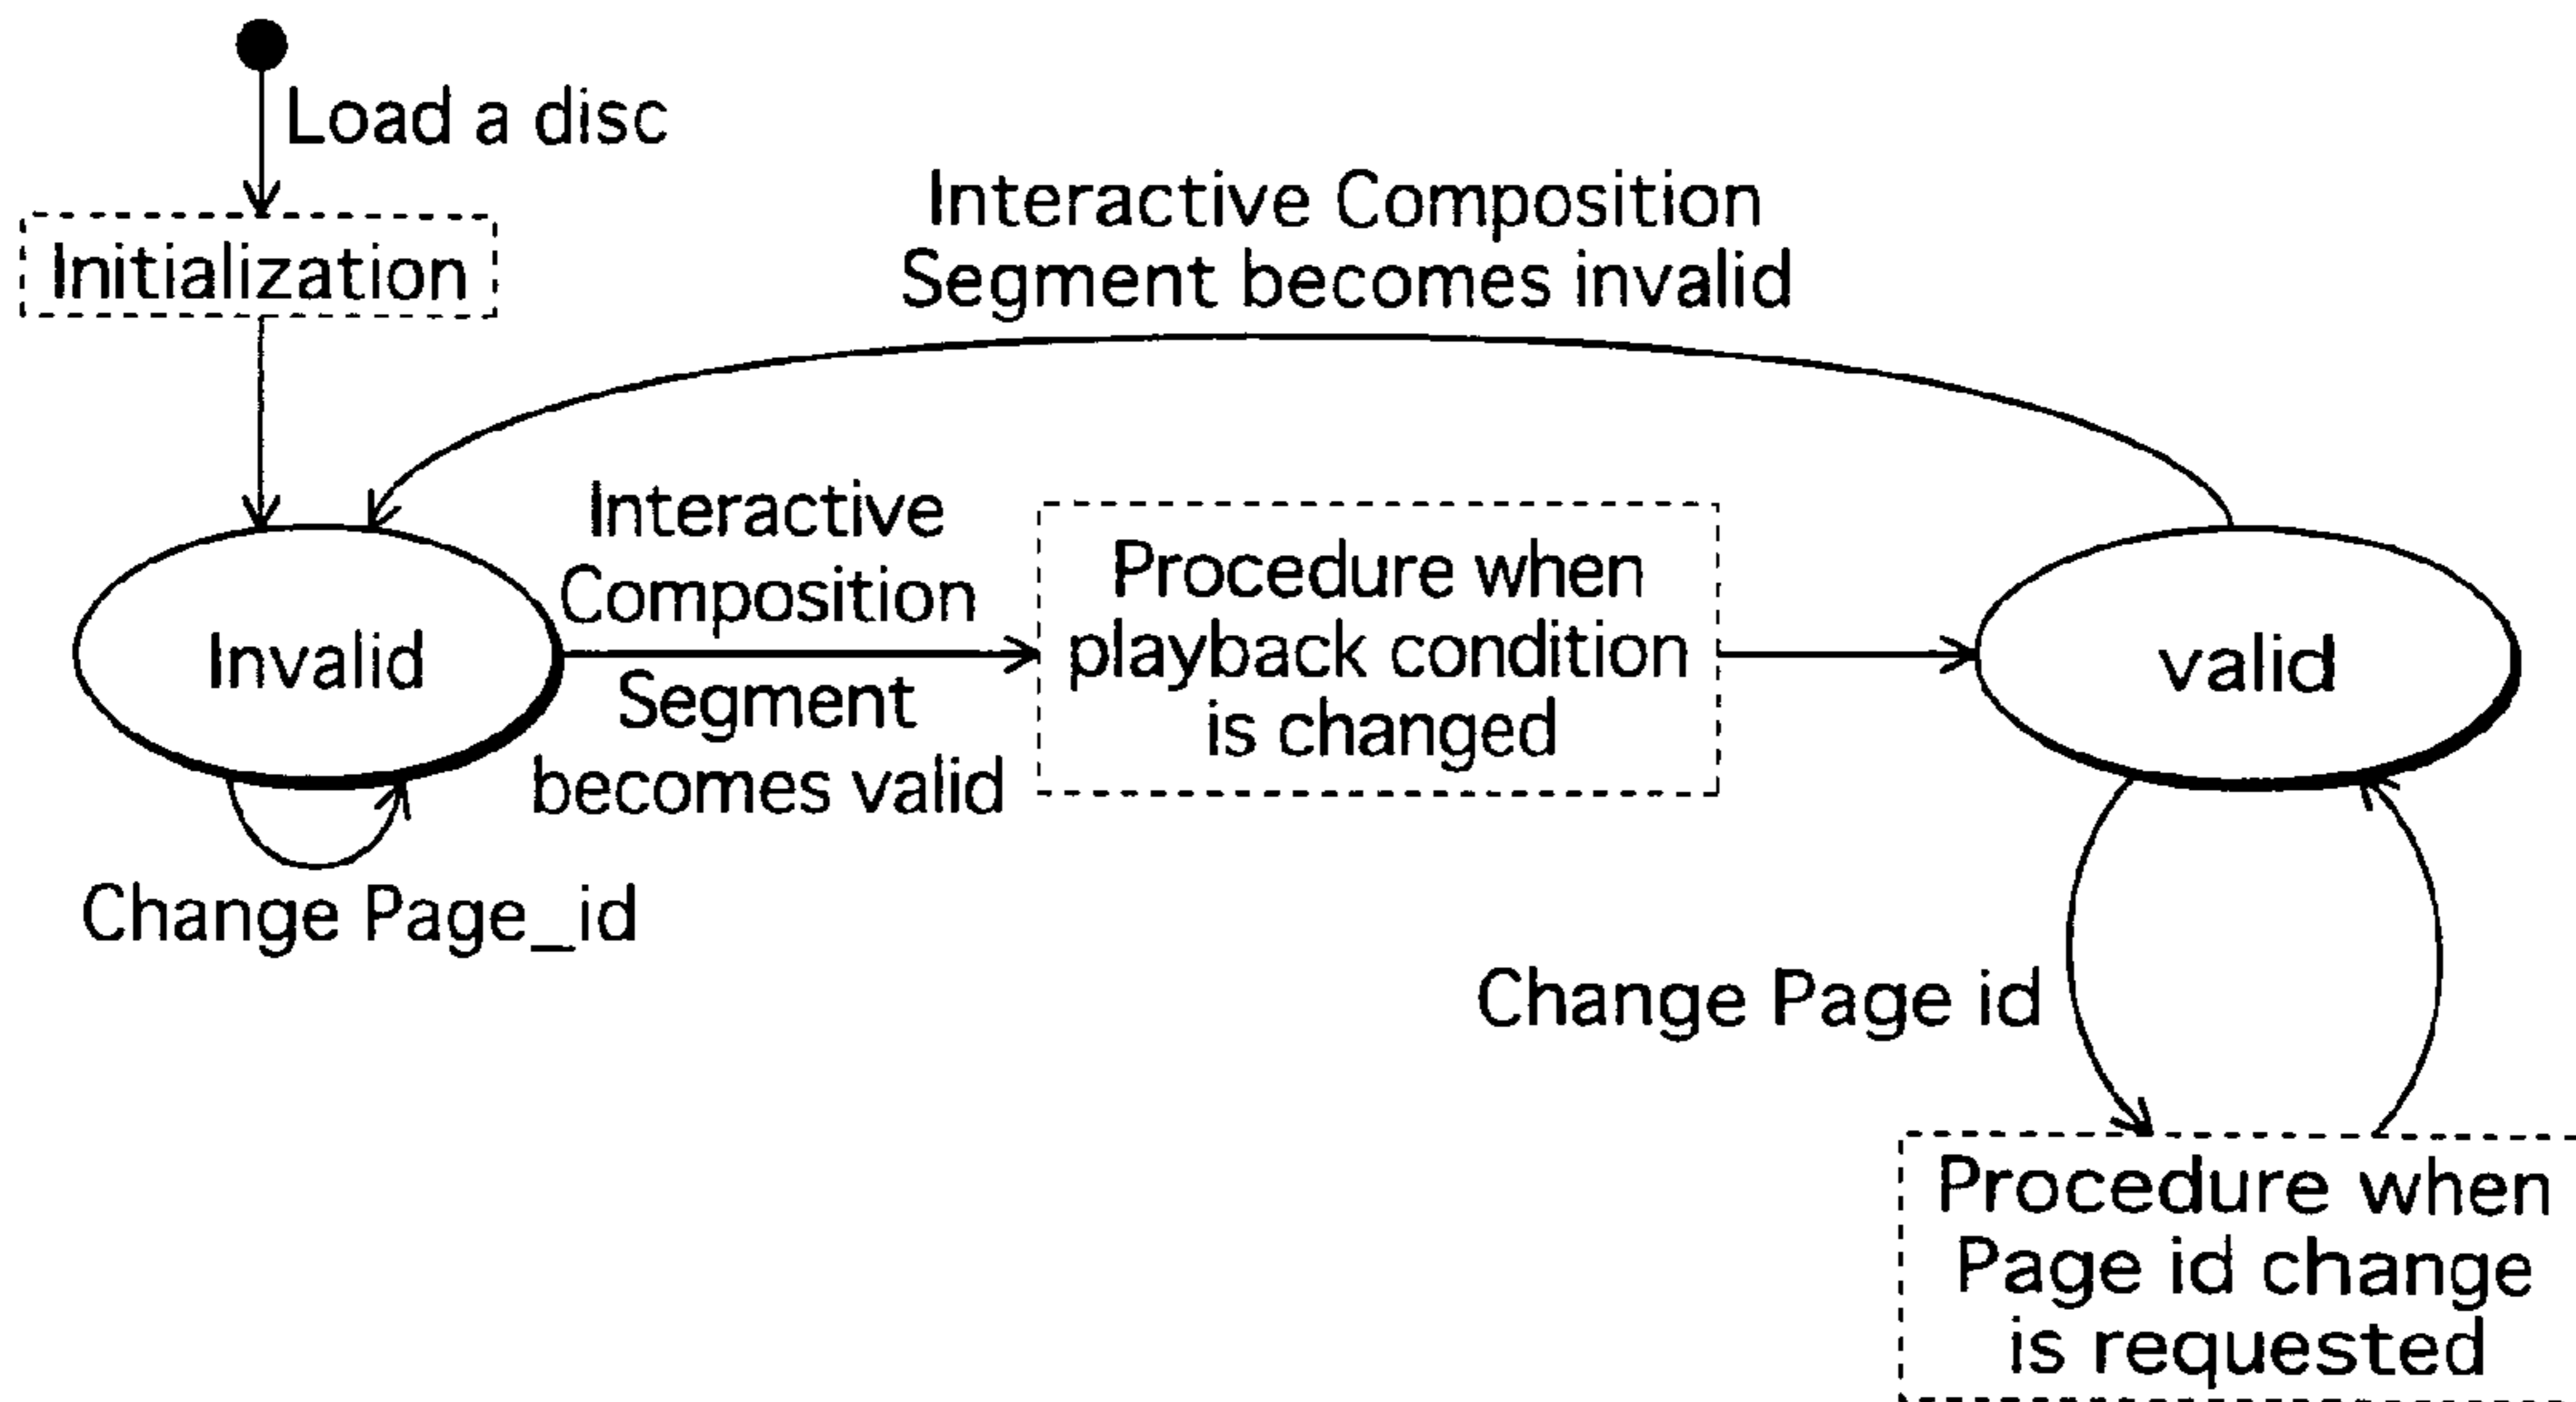 Load a disc
Initialization
Interactive Composition
Segment becomes invalid
Interactive
Composition
Segment
becomes valid
Procedure when
playback condition
is changed
Invalid
valid
Change Page_id
Change Page id
Procedure when
Page id change
is requested